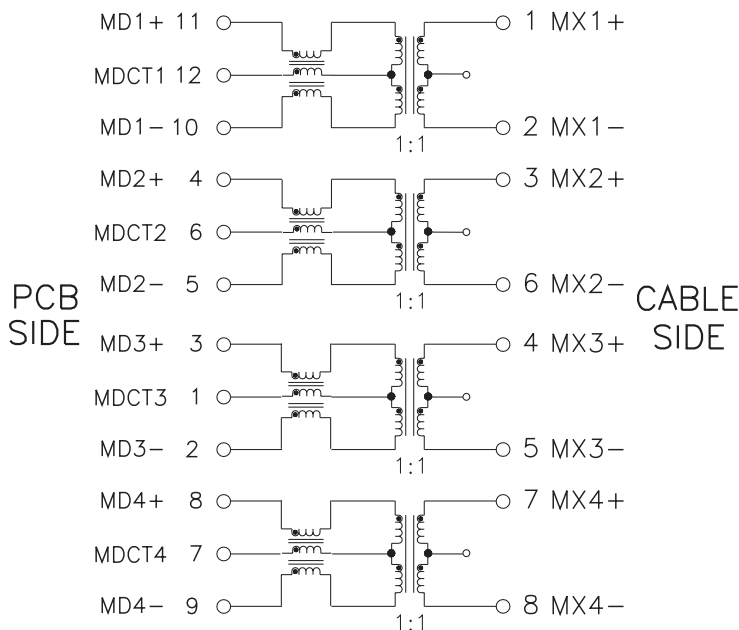 MD1+ 11
1 MX1+
MDCT1 12
MD1- 10
2 MX1-
1:1
MD2+ 4
3 MX2+
MDCT2 6
MD2- 5
6 MX2-
1:1
PCB
SIDE
CABLE
SIDE
MD3+ 3
4 MX3+
MDCT3 1
MD3- 2
5 MX3-
1:1
MD4+ 8
7 MX4+
MDCT4 7
MD4- 9
8 MX4-
1:1